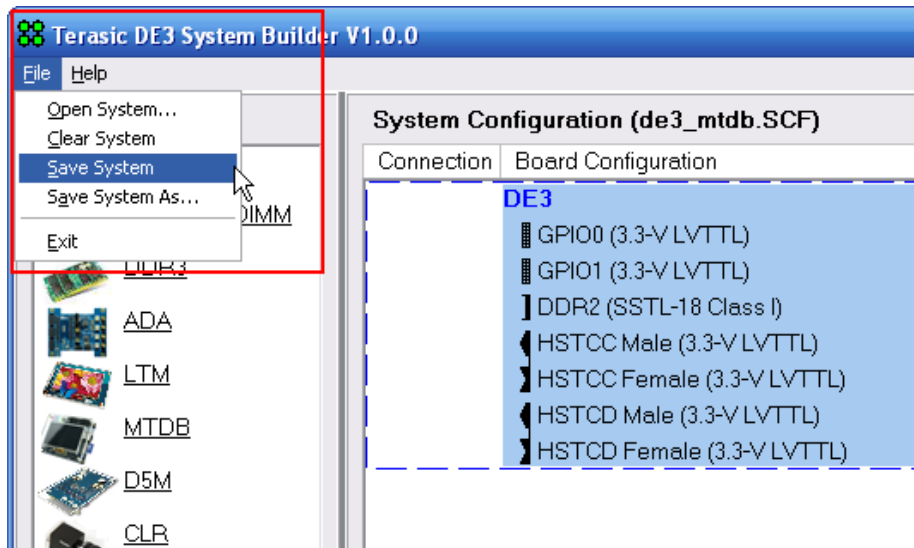 Terasic DE3 System Builder V1.0.0
File Help
Open System...
Clear System
Save System
Save System As...
Exit
DIMM
DDR3
ADA
LTM
MTDB
D5M
CLR
System Configuration (de3_mtdb.SCF)
Connection Board Configuration
DE3
GPIO0 (3.3-V LVTTL)
GPIO1 (3.3-V LVTTL)
DDR2 (SSTL-18 Class I)
HSTCC Male (3.3-V LVTTL)
HSTCC Female (3.3-V LVTTL)
HSTCD Male (3.3-V LVTTL)
HSTCD Female (3.3-V LVTTL)